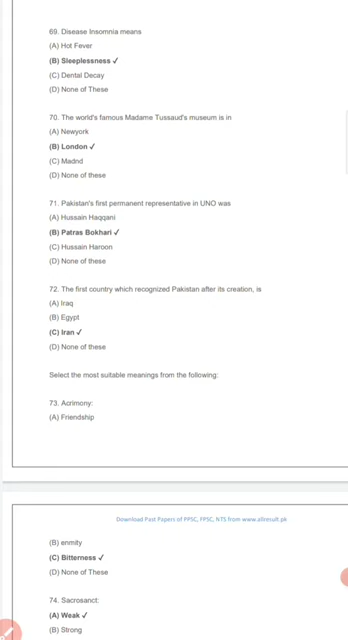 69. Disease Insomnia means
(A) Hot Fever
(B) Sleeplessness ✓
(C) Dental Decay
(D) None of These
70. The world's famous Madame Tussaud's museum is in
(A) Newyork
(B) London ✓
(C) Madnd
(D) None of these
71. Pakistan's first permanent representative in UNO was
(A) Hussain Haqqani
(B) Patras Bokhari ✓
(C) Hussain Haroon
(D) None of these
72. The first country which recognized Pakistan after its creation, is
(A) Iraq
(B) Egypt
(C) Iran ✓
(D) None of these
Select the most suitable meanings from the following:
73. Acrimony:
(A) Friendship
Download Past Papers of PPSC, FPSC, NTS from www.allresult.pk
(B) enmity
(C) Bitterness ✓
(D) None of These
74. Sacrosanct:
(A) Weak ✓
(B) Strong